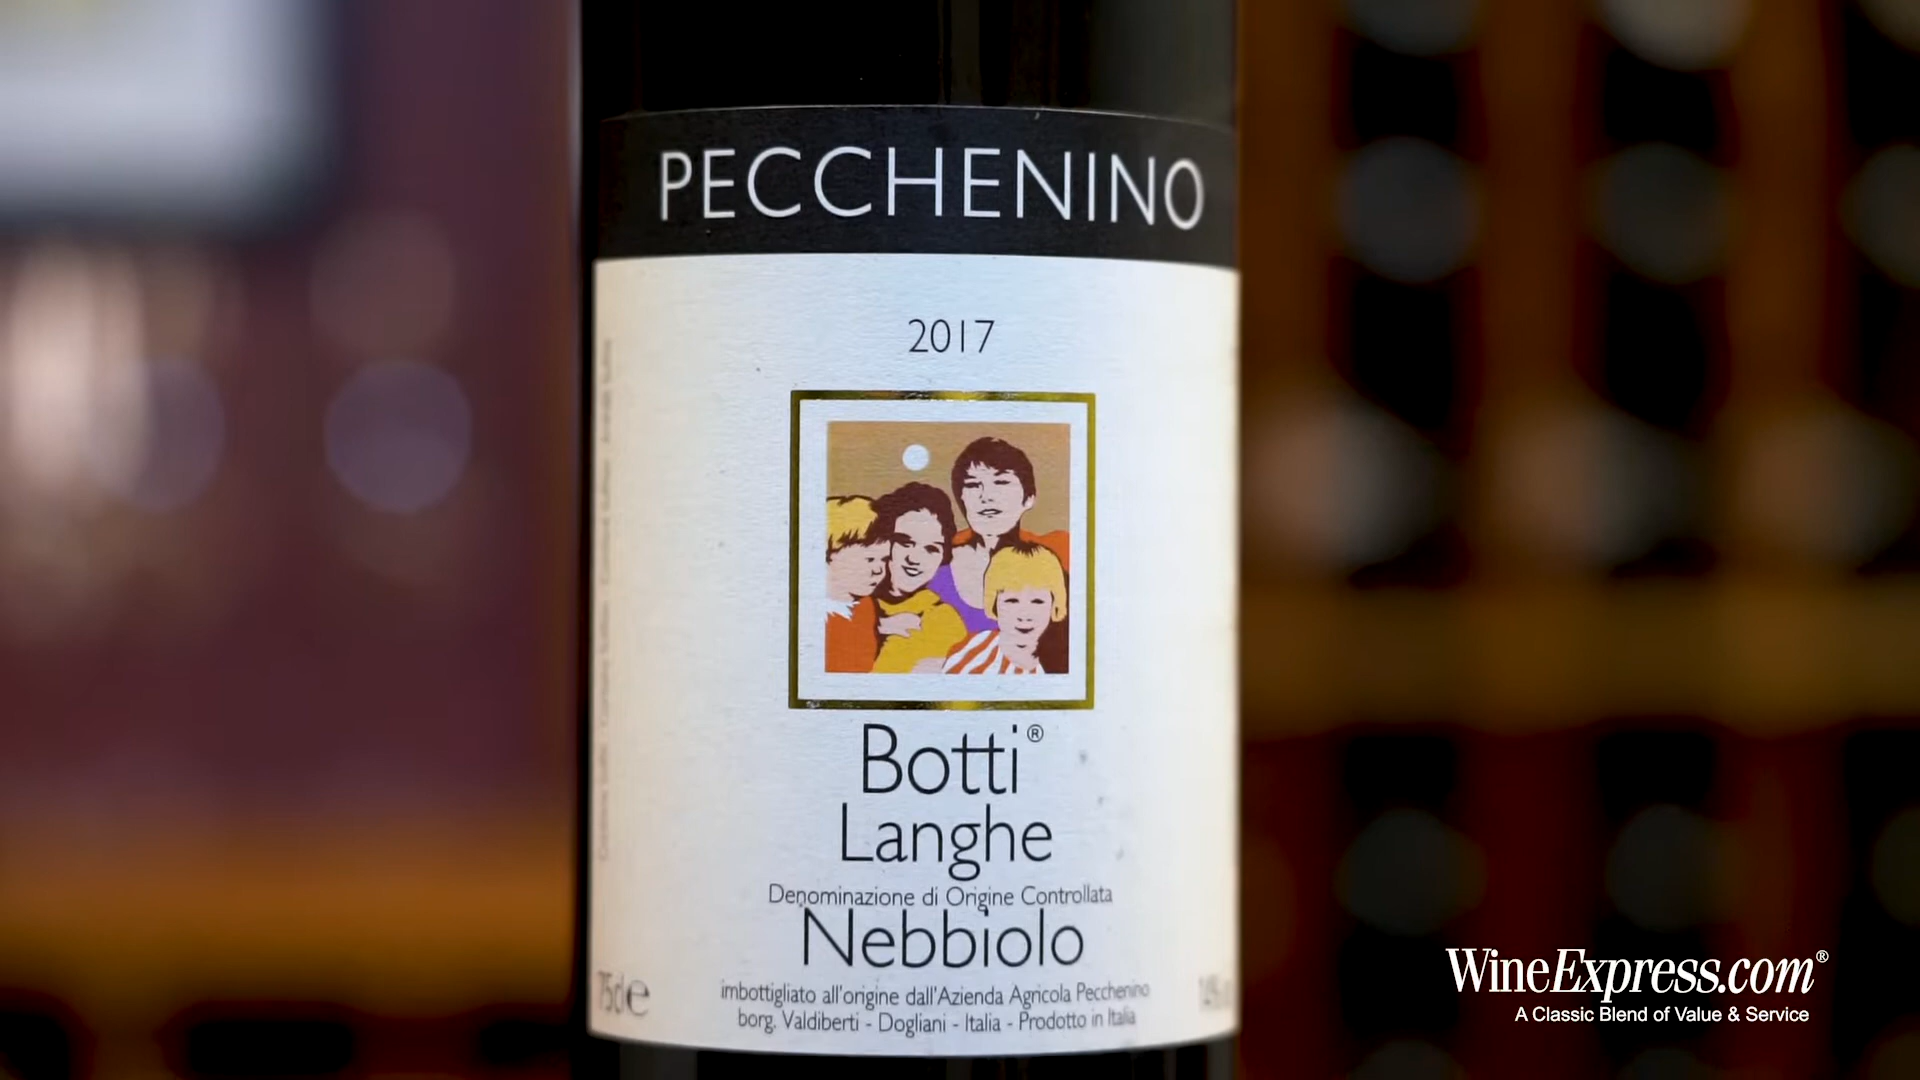 PECCHENINO
2017
Botti®
Langhe
Denominazione di Origine Controllata
Nebbiolo
75cl e
imbottigliato all'origine dall'Azienda Agricola Pecchenino
borg. Valdiberti - Dogliani - Italia - Prodotto in Italia
WineExpress.com®
A Classic Blend of Value & Service